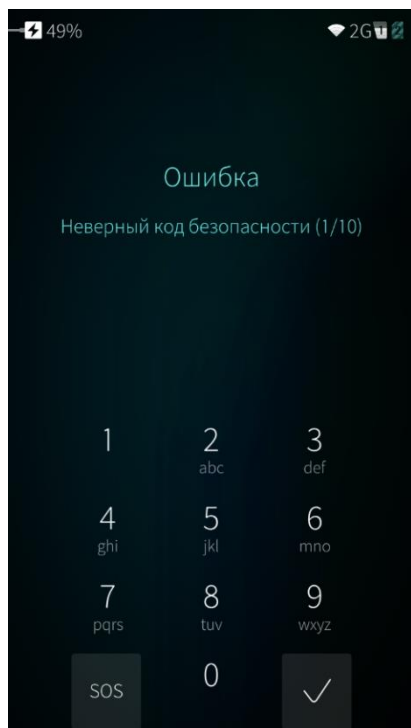 49% 2G
Ошибка
Неверный код безопасности (1/10)
1 2 3
abc def
4 5 6
ghi jkl mno
7 8 9
pqrs tuv wxyz
SOS 0